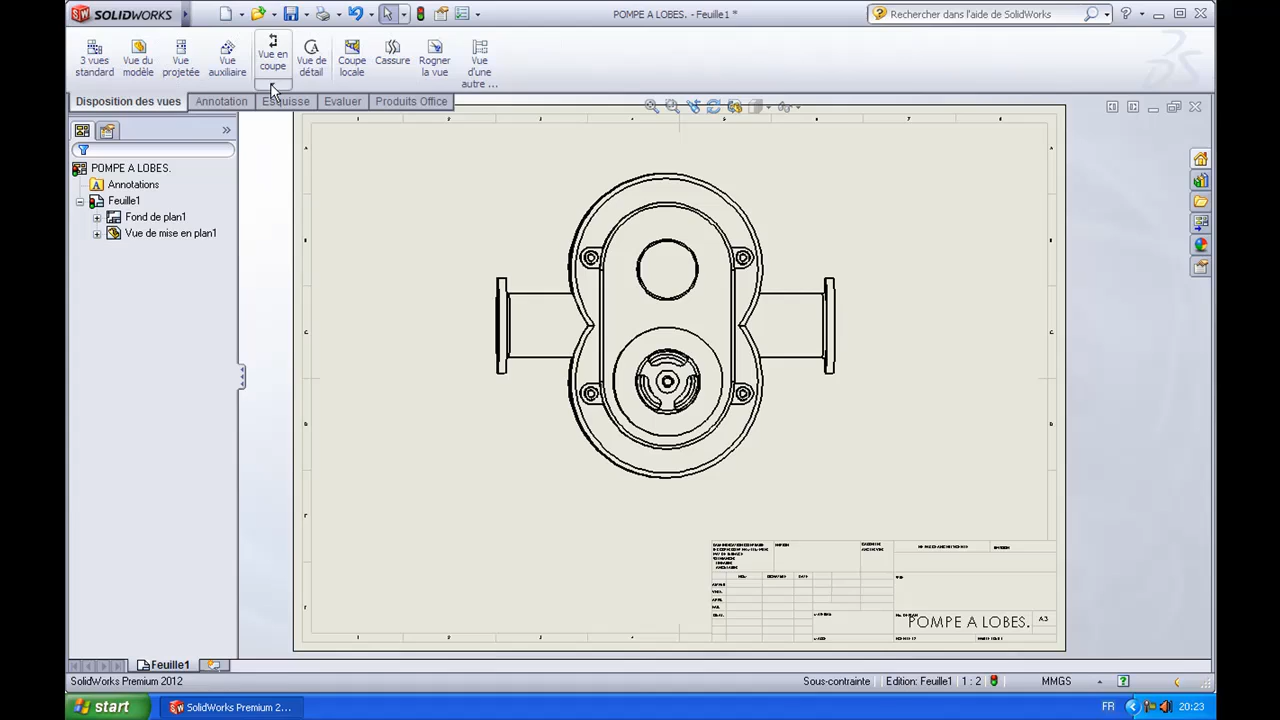 SOLIDWORKS
POMPE A LOBES. - Feuille1 *
Rechercher dans l'aide de SolidWorks
3 vues standard
Vue du modèle
Vue projetée
Vue auxiliaire
Vue en coupe
Vue de détail
Coupe locale
Cassure
Rogner la vue
Vue d'une autre ...
Disposition des vues
Annotation
Esquisse
Evaluer
Produits Office
POMPE A LOBES.
Annotations
Feuille1
Fond de plan1
Vue de mise en plan1
POMPE A LOBES.
A3
Feuille1
SolidWorks Premium 2012
Sous-contrainte
Edition: Feuille1
1 : 2
MMGS
start
SolidWorks Premium 2...
FR
20:23